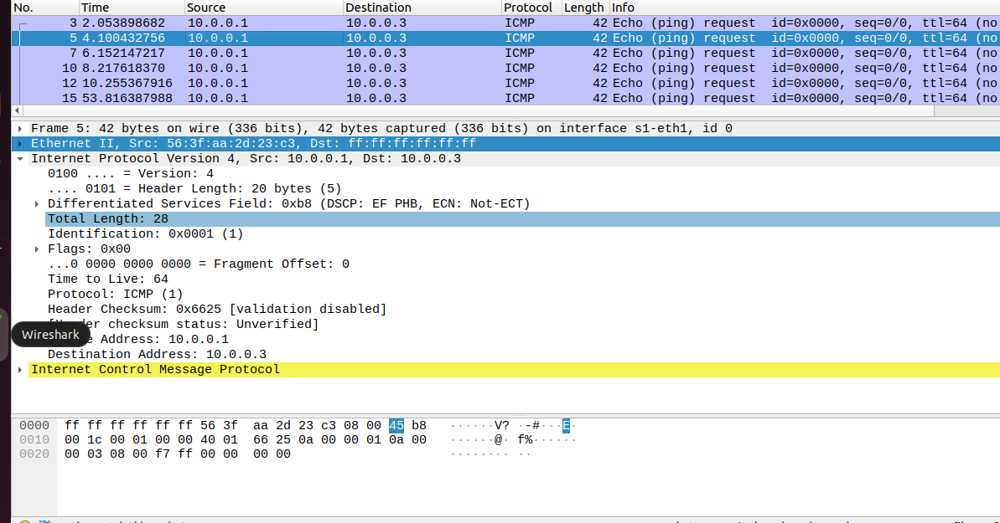 No. Time Source Destination Protocol Length Info
3 2.053898682 10.0.0.1 10.0.0.3 ICMP 42 Echo (ping) request id=0x0000, seq=0/0, ttl=64 (no
5 4.100432756 10.0.0.1 10.0.0.3 ICMP 42 Echo (ping) request id=0x0000, seq=0/0, ttl=64 (no
7 6.152147217 10.0.0.1 10.0.0.3 ICMP 42 Echo (ping) request id=0x0000, seq=0/0, ttl=64 (no
10 8.217618370 10.0.0.1 10.0.0.3 ICMP 42 Echo (ping) request id=0x0000, seq=0/0, ttl=64 (no
12 10.255367916 10.0.0.1 10.0.0.3 ICMP 42 Echo (ping) request id=0x0000, seq=0/0, ttl=64 (no
15 53.816387988 10.0.0.1 10.0.0.3 ICMP 42 Echo (ping) request id=0x0000, seq=0/0, ttl=64 (no
Frame 5: 42 bytes on wire (336 bits), 42 bytes captured (336 bits) on interface s1-eth1, id 0
Ethernet II, Src: 56:3f:aa:2d:23:c3, Dst: ff:ff:ff:ff:ff:ff
Internet Protocol Version 4, Src: 10.0.0.1, Dst: 10.0.0.3
0100 .... = Version: 4
.... 0101 = Header Length: 20 bytes (5)
Differentiated Services Field: 0xb8 (DSCP: EF PHB, ECN: Not-ECT)
Total Length: 28
Identification: 0x0001 (1)
Flags: 0x00
...0 0000 0000 0000 = Fragment Offset: 0
Time to Live: 64
Protocol: ICMP (1)
Header Checksum: 0x6625 [validation disabled]
checksum status: Unverified]
Wireshark
Address: 10.0.0.1
Destination Address: 10.0.0.3
Internet Control Message Protocol
0000 ff ff ff ff ff ff 56 3f aa 2d 23 c3 08 00 45 b8 ······V? ·-#···E·
0010 00 1c 00 01 00 00 40 01 66 25 0a 00 00 01 0a 00 ······@· f%······
0020 00 03 08 00 f7 ff 00 00 00 00 ········ ··